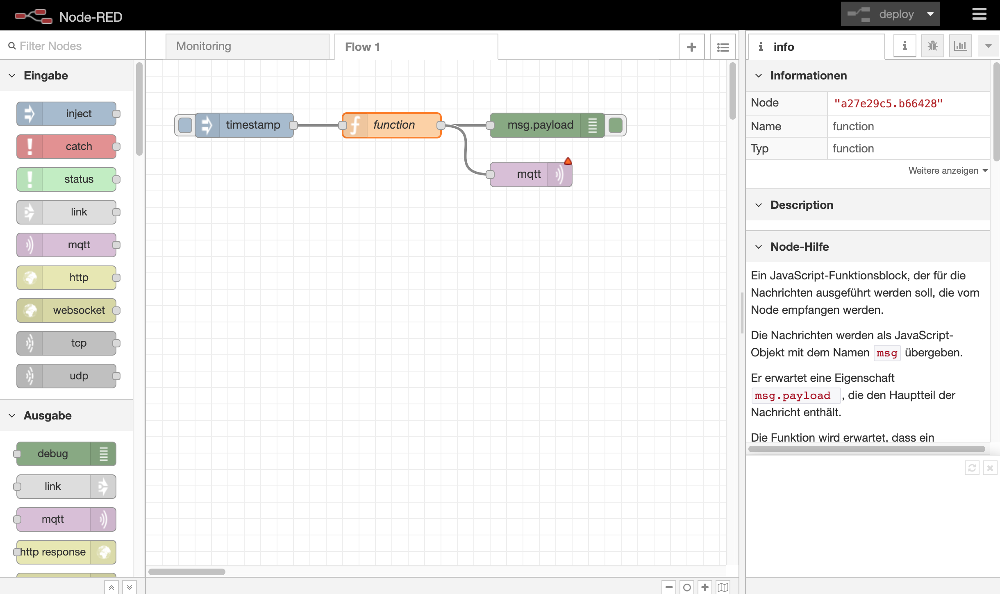 Node-RED
deploy
Filter Nodes
Monitoring
Flow 1
info
Eingabe
inject
catch
status
link
mqtt
http
websocket
tcp
udp
Ausgabe
debug
link
mqtt
http response
timestamp
function
msg.payload
mqtt
Informationen
Node "a27e29c5.b66428"
Name function
Typ function
Weitere anzeigen
Description
Node-Hilfe
Ein JavaScript-Funktionsblock, der für die
Nachrichten ausgeführt werden soll, die vom
Node empfangen werden.
Die Nachrichten werden als JavaScript-
Objekt mit dem Namen msg übergeben.
Er erwartet eine Eigenschaft
msg.payload , die den Hauptteil der
Nachricht enthält.
Die Funktion wird erwartet, dass ein